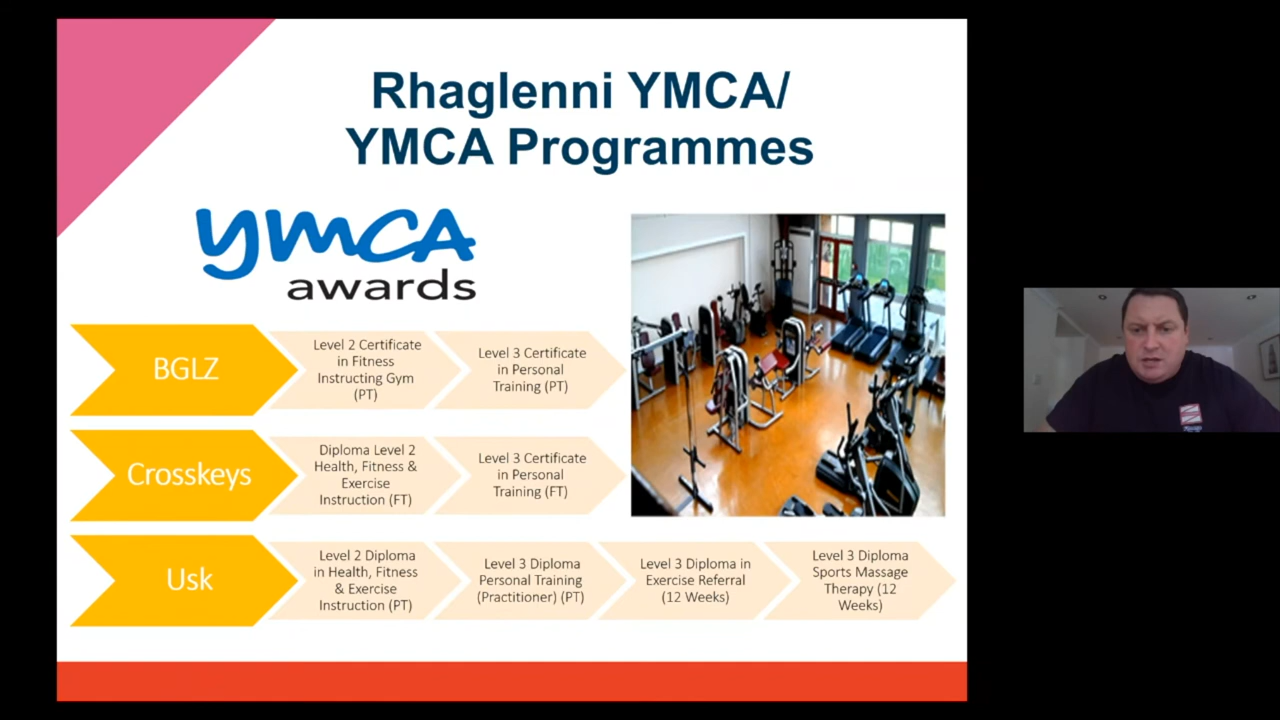 Rhaglenni YMCA/
YMCA Programmes
YMCA
awards
BGLZ
Level 2 Certificate
in Fitness
Instructing Gym
(PT)
Level 3 Certificate
in Personal
Training (PT)
Crosskeys
Diploma Level 2
Health, Fitness &
Exercise
Instruction (FT)
Level 3 Certificate
in Personal
Training (FT)
Usk
Level 2 Diploma
in Health, Fitness
& Exercise
Instruction (PT)
Level 3 Diploma
Personal Training
(Practitioner) (PT)
Level 3 Diploma in
Exercise Referral
(12 Weeks)
Level 3 Diploma
Sports Massage
Therapy (12
Weeks)